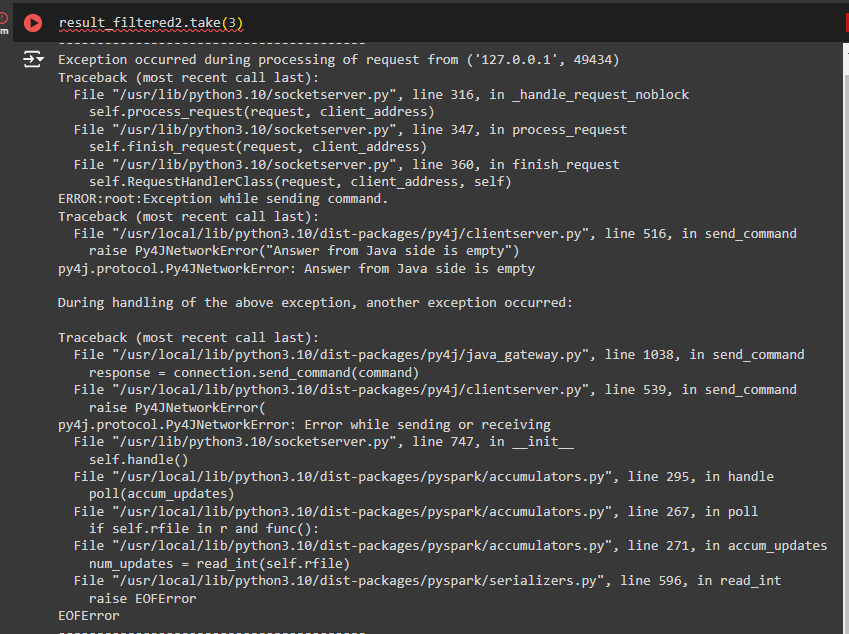 result_filtered2.take(3)
----------------------------------------
Exception occurred during processing of request from ('127.0.0.1', 49434)
Traceback (most recent call last):
  File "/usr/lib/python3.10/socketserver.py", line 316, in _handle_request_noblock
    self.process_request(request, client_address)
  File "/usr/lib/python3.10/socketserver.py", line 347, in process_request
    self.finish_request(request, client_address)
  File "/usr/lib/python3.10/socketserver.py", line 360, in finish_request
    self.RequestHandlerClass(request, client_address, self)
ERROR:root:Exception while sending command.
Traceback (most recent call last):
  File "/usr/local/lib/python3.10/dist-packages/py4j/clientserver.py", line 516, in send_command
    raise Py4JNetworkError("Answer from Java side is empty")
py4j.protocol.Py4JNetworkError: Answer from Java side is empty

During handling of the above exception, another exception occurred:

Traceback (most recent call last):
  File "/usr/local/lib/python3.10/dist-packages/py4j/java_gateway.py", line 1038, in send_command
    response = connection.send_command(command)
  File "/usr/local/lib/python3.10/dist-packages/py4j/clientserver.py", line 539, in send_command
    raise Py4JNetworkError(
py4j.protocol.Py4JNetworkError: Error while sending or receiving
  File "/usr/lib/python3.10/socketserver.py", line 747, in __init__
    self.handle()
  File "/usr/local/lib/python3.10/dist-packages/pyspark/accumulators.py", line 295, in handle
    poll(accum_updates)
  File "/usr/local/lib/python3.10/dist-packages/pyspark/accumulators.py", line 267, in poll
    if self.rfile in r and func():
  File "/usr/local/lib/python3.10/dist-packages/pyspark/accumulators.py", line 271, in accum_updates
    num_updates = read_int(self.rfile)
  File "/usr/local/lib/python3.10/dist-packages/pyspark/serializers.py", line 596, in read_int
    raise EOFError
EOFError
----------------------------------------